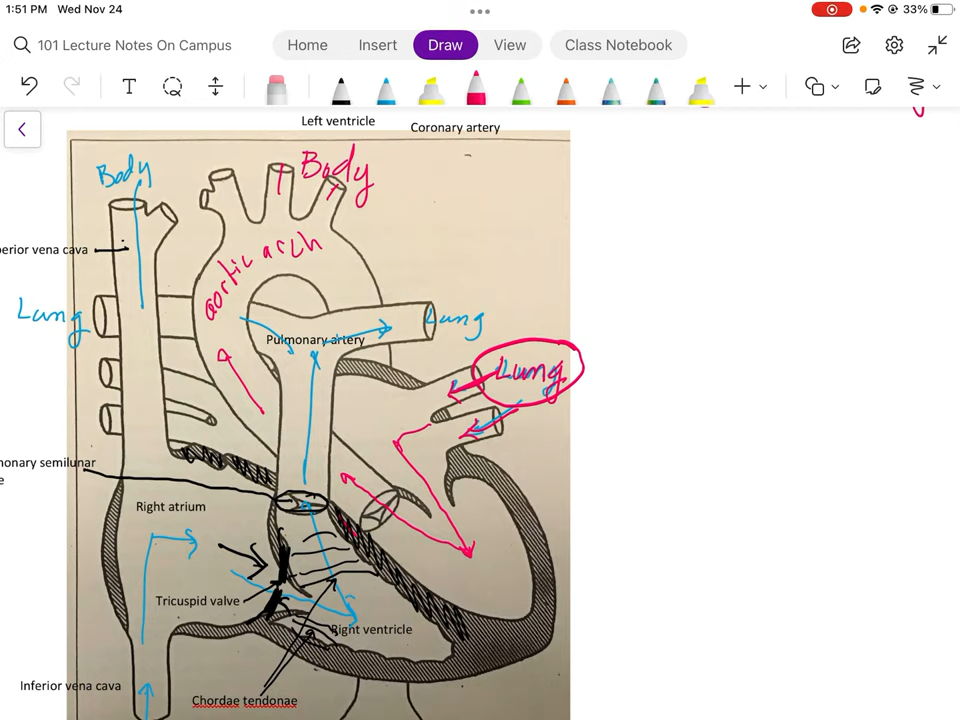 1:51 PM Wed Nov 24
33%
101 Lecture Notes On Campus
Home Insert Draw View Class Notebook
T
Left ventricle
Coronary artery
Body
Body
perior vena cava
aortic arch
Lung
Lung
Pulmonary artery
Lung
monary semilunar
e
Right atrium
Tricuspid valve
Right ventricle
Inferior vena cava
Chordae tendonae